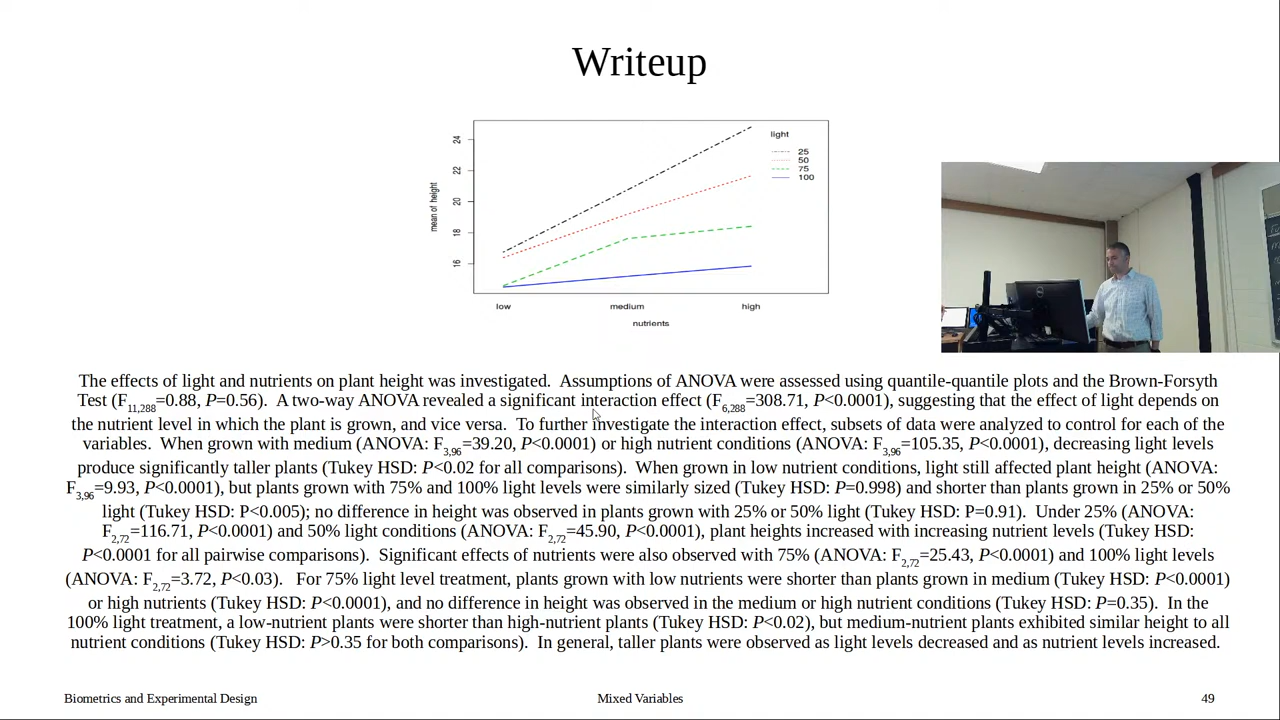 Writeup
24
22
20
18
16
mean of height
light
25
50
75
100
low
medium
high
nutrients
The effects of light and nutrients on plant height was investigated. Assumptions of ANOVA were assessed using quantile-quantile plots and the Brown-Forsyth
Test (F11,288=0.88, P=0.56). A two-way ANOVA revealed a significant interaction effect (F6,288=308.71, P<0.0001), suggesting that the effect of light depends on
the nutrient level in which the plant is grown, and vice versa. To further investigate the interaction effect, subsets of data were analyzed to control for each of the
variables. When grown with medium (ANOVA: F3,96=39.20, P<0.0001) or high nutrient conditions (ANOVA: F3,96=105.35, P<0.0001), decreasing light levels
produce significantly taller plants (Tukey HSD: P<0.02 for all comparisons). When grown in low nutrient conditions, light still affected plant height (ANOVA:
F3,96=9.93, P<0.0001), but plants grown with 75% and 100% light levels were similarly sized (Tukey HSD: P=0.998) and shorter than plants grown in 25% or 50%
light (Tukey HSD: P<0.005); no difference in height was observed in plants grown with 25% or 50% light (Tukey HSD: P=0.91). Under 25% (ANOVA:
F2,72=116.71, P<0.0001) and 50% light conditions (ANOVA: F2,72=45.90, P<0.0001), plant heights increased with increasing nutrient levels (Tukey HSD:
P<0.0001 for all pairwise comparisons). Significant effects of nutrients were also observed with 75% (ANOVA: F2,72=25.43, P<0.0001) and 100% light levels
(ANOVA: F2,72=3.72, P<0.03). For 75% light level treatment, plants grown with low nutrients were shorter than plants grown in medium (Tukey HSD: P<0.0001)
or high nutrients (Tukey HSD: P<0.0001), and no difference in height was observed in the medium or high nutrient conditions (Tukey HSD: P=0.35). In the
100% light treatment, a low-nutrient plants were shorter than high-nutrient plants (Tukey HSD: P<0.02), but medium-nutrient plants exhibited similar height to all
nutrient conditions (Tukey HSD: P>0.35 for both comparisons). In general, taller plants were observed as light levels decreased and as nutrient levels increased.
Biometrics and Experimental Design
Mixed Variables
49